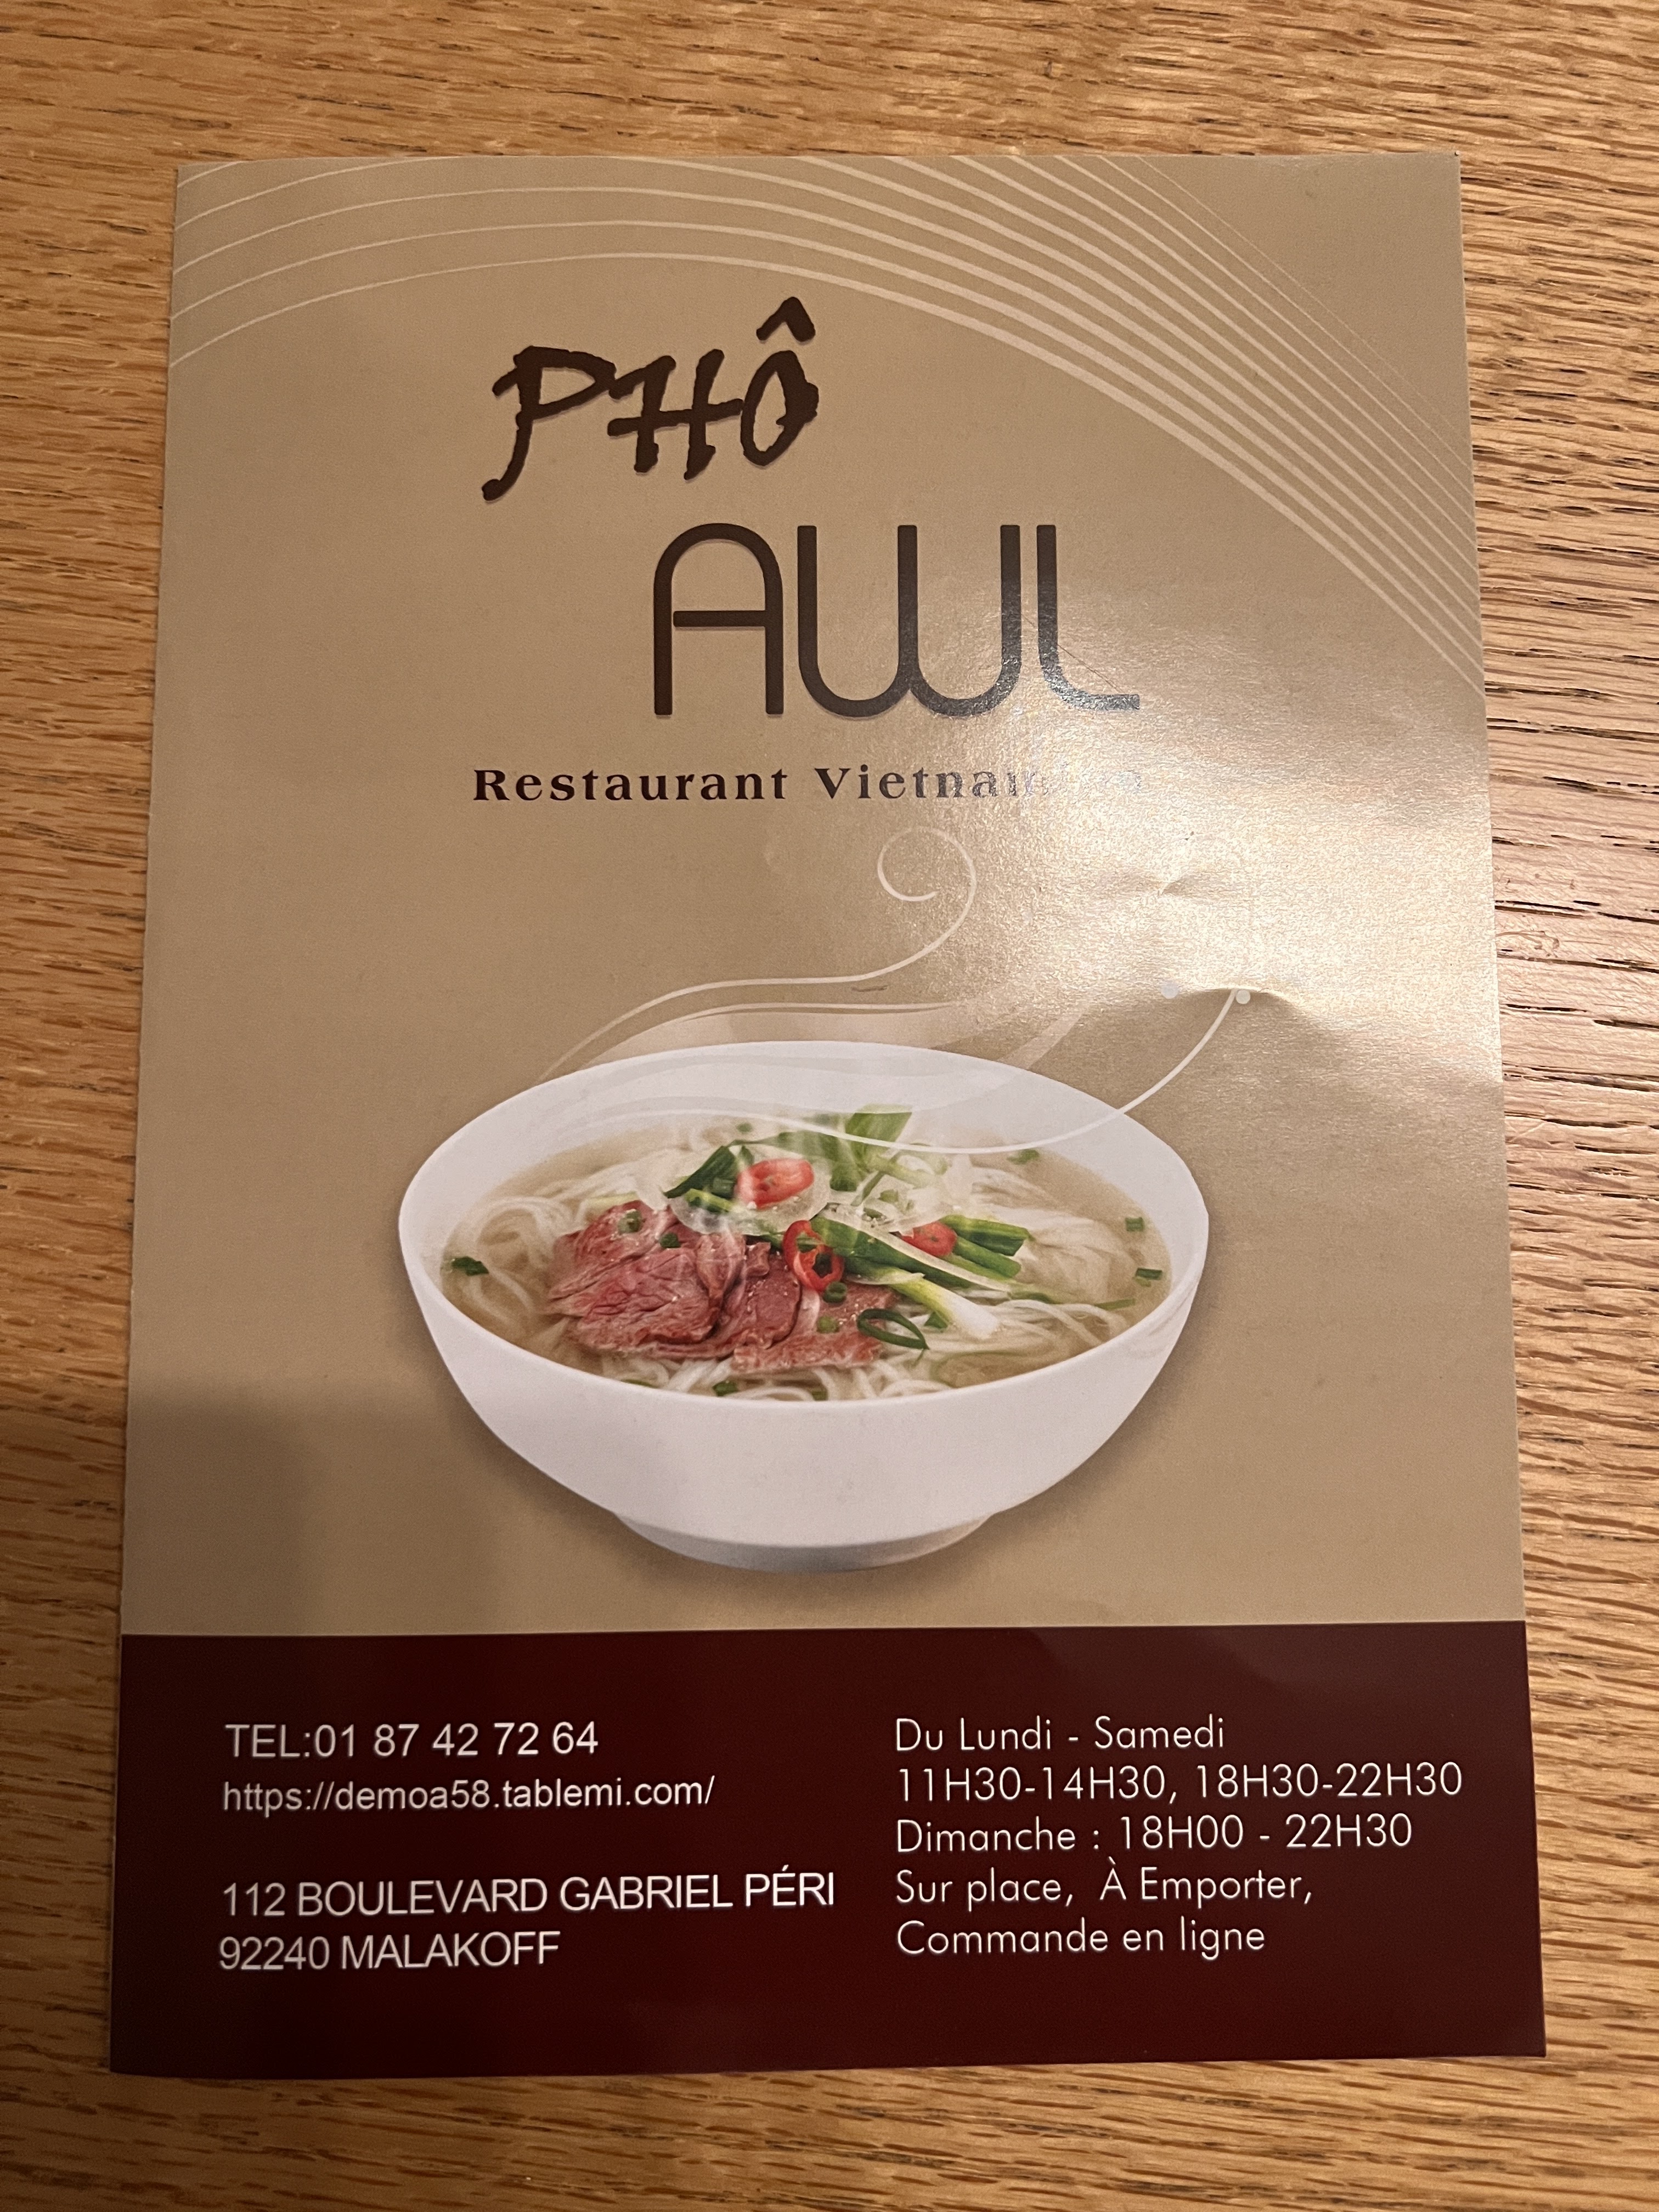 PHÔ
AWL
Restaurant
TEL:01 87 42 72 64
https://demoa58.tablemi.com/
112 BOULEVARD GABRIEL PÉRI
92240 MALAKOFF
Du Lundi - Samedi
11H30-14H30, 18H30-22H30
Dimanche : 18H00 - 22H30
Sur place, À Emporter,
Commande en ligne